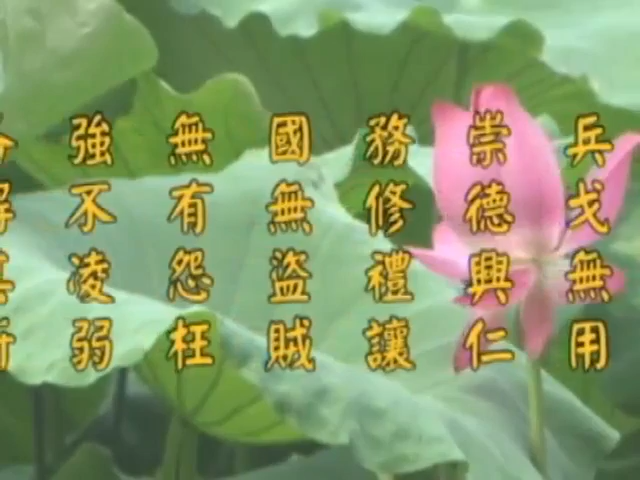 兵戈無用
崇德興仁
務修禮讓
國無盜賊
無有怨枉
強不凌弱